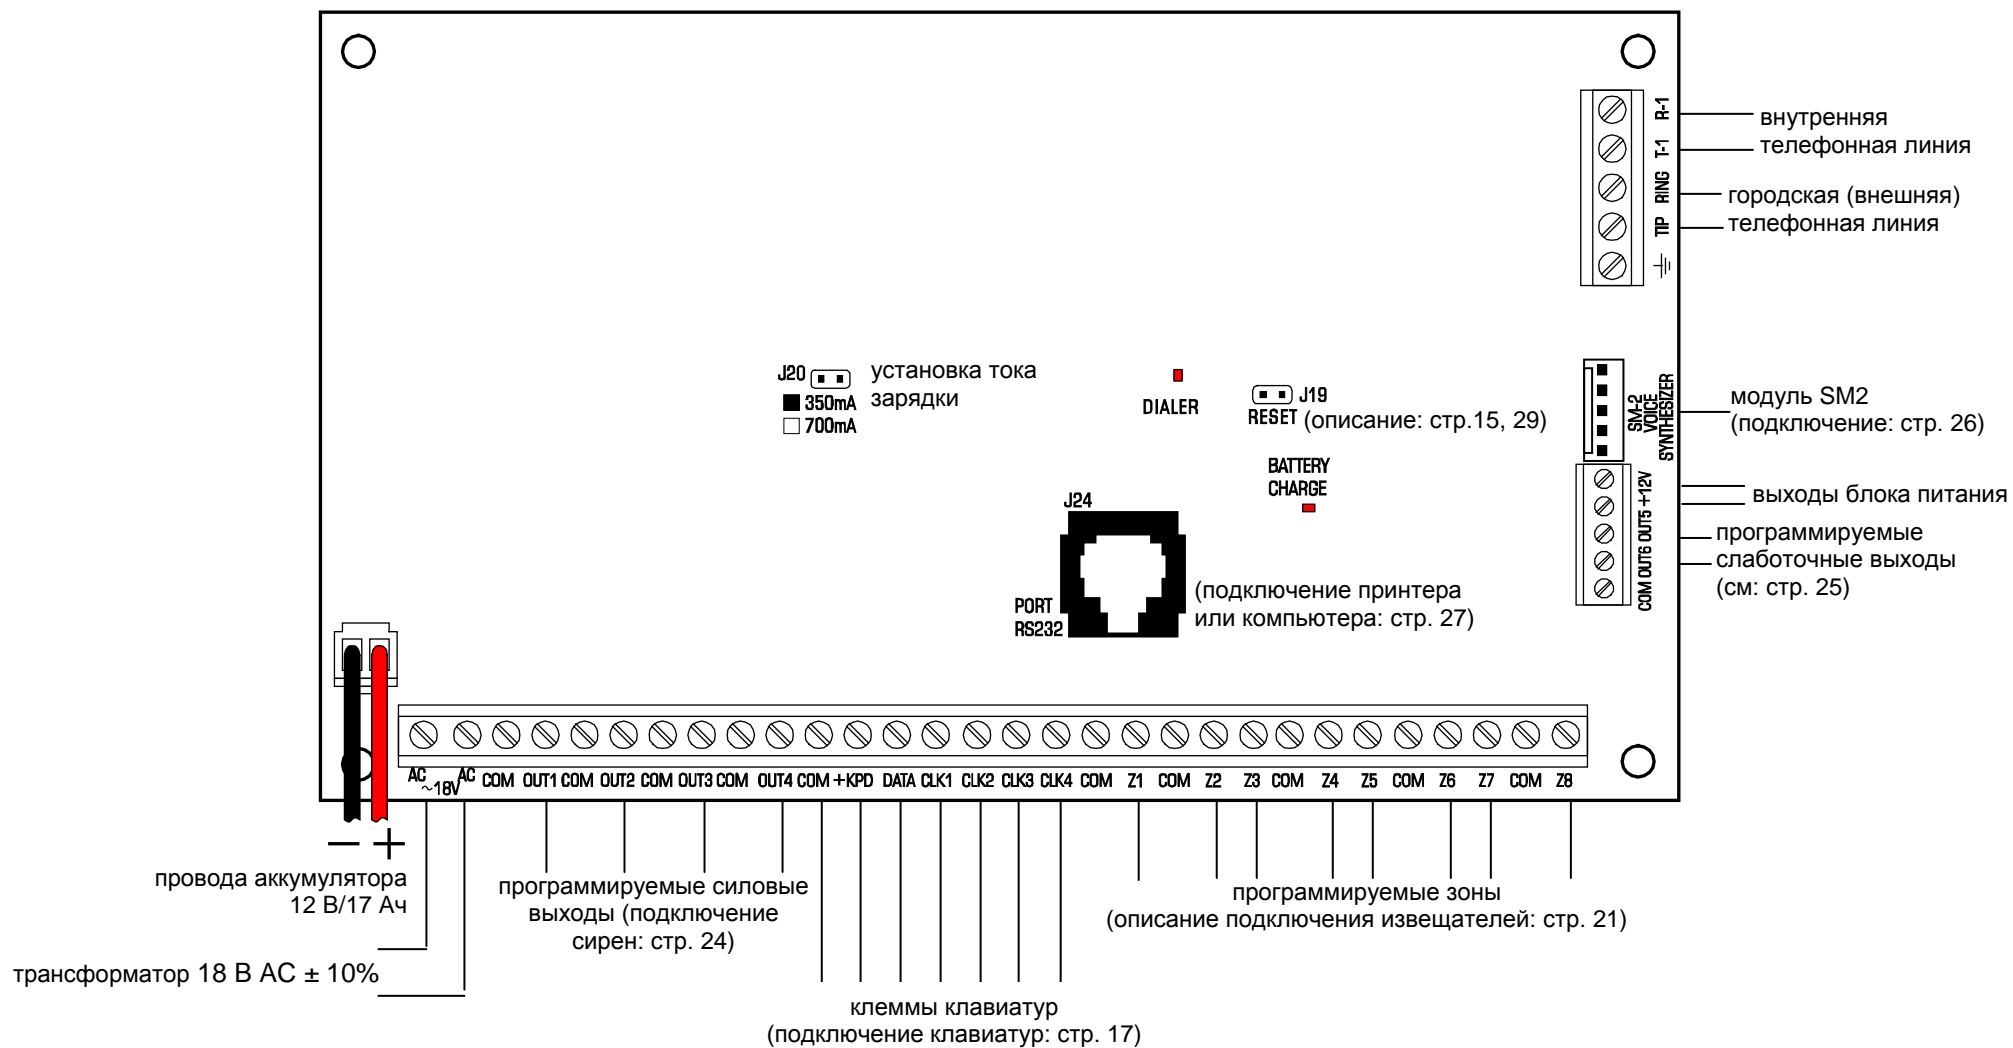 R-1
T-1
RING
TIP
внутренняя
телефонная линия
городская (внешняя)
телефонная линия
J20
350mA
700mA
установка тока
зарядки
DIALER
J19
RESET
(описание: стр.15, 29)
BATTERY
CHARGE
SM-2
VOICE
SYNTHESIZER
модуль SM2
(подключение: стр. 26)
COM OUT6 OUT5 +12V
выходы блока питания
программируемые
слаботочные выходы
(см: стр. 25)
J24
PORT
RS232
(подключение принтера
или компьютера: стр. 27)
AC ~18V AC COM OUT1 COM OUT2 COM OUT3 COM OUT4 COM +KPD DATA CLK1 CLK2 CLK3 CLK4 COM Z1 COM Z2 Z3 COM Z4 Z5 COM Z6 Z7 COM Z8
— +
провода аккумулятора
12 В/17 Ач
программируемые силовые
выходы (подключение
сирен: стр. 24)
программируемые зоны
(описание подключения извещателей: стр. 21)
трансформатор 18 В AC ± 10%
клеммы клавиатур
(подключение клавиатур: стр. 17)